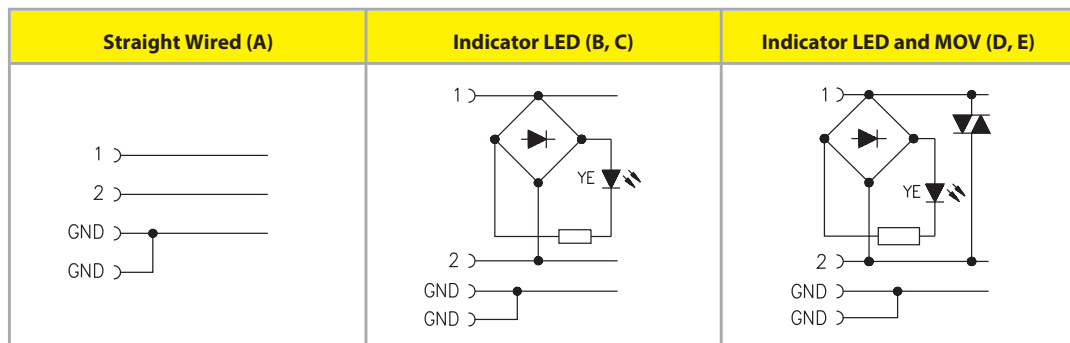 Straight Wired (A)
Indicator LED (B, C)
Indicator LED and MOV (D, E)
1
2
GND
GND
1
YE
2
GND
GND
1
YE
2
GND
GND